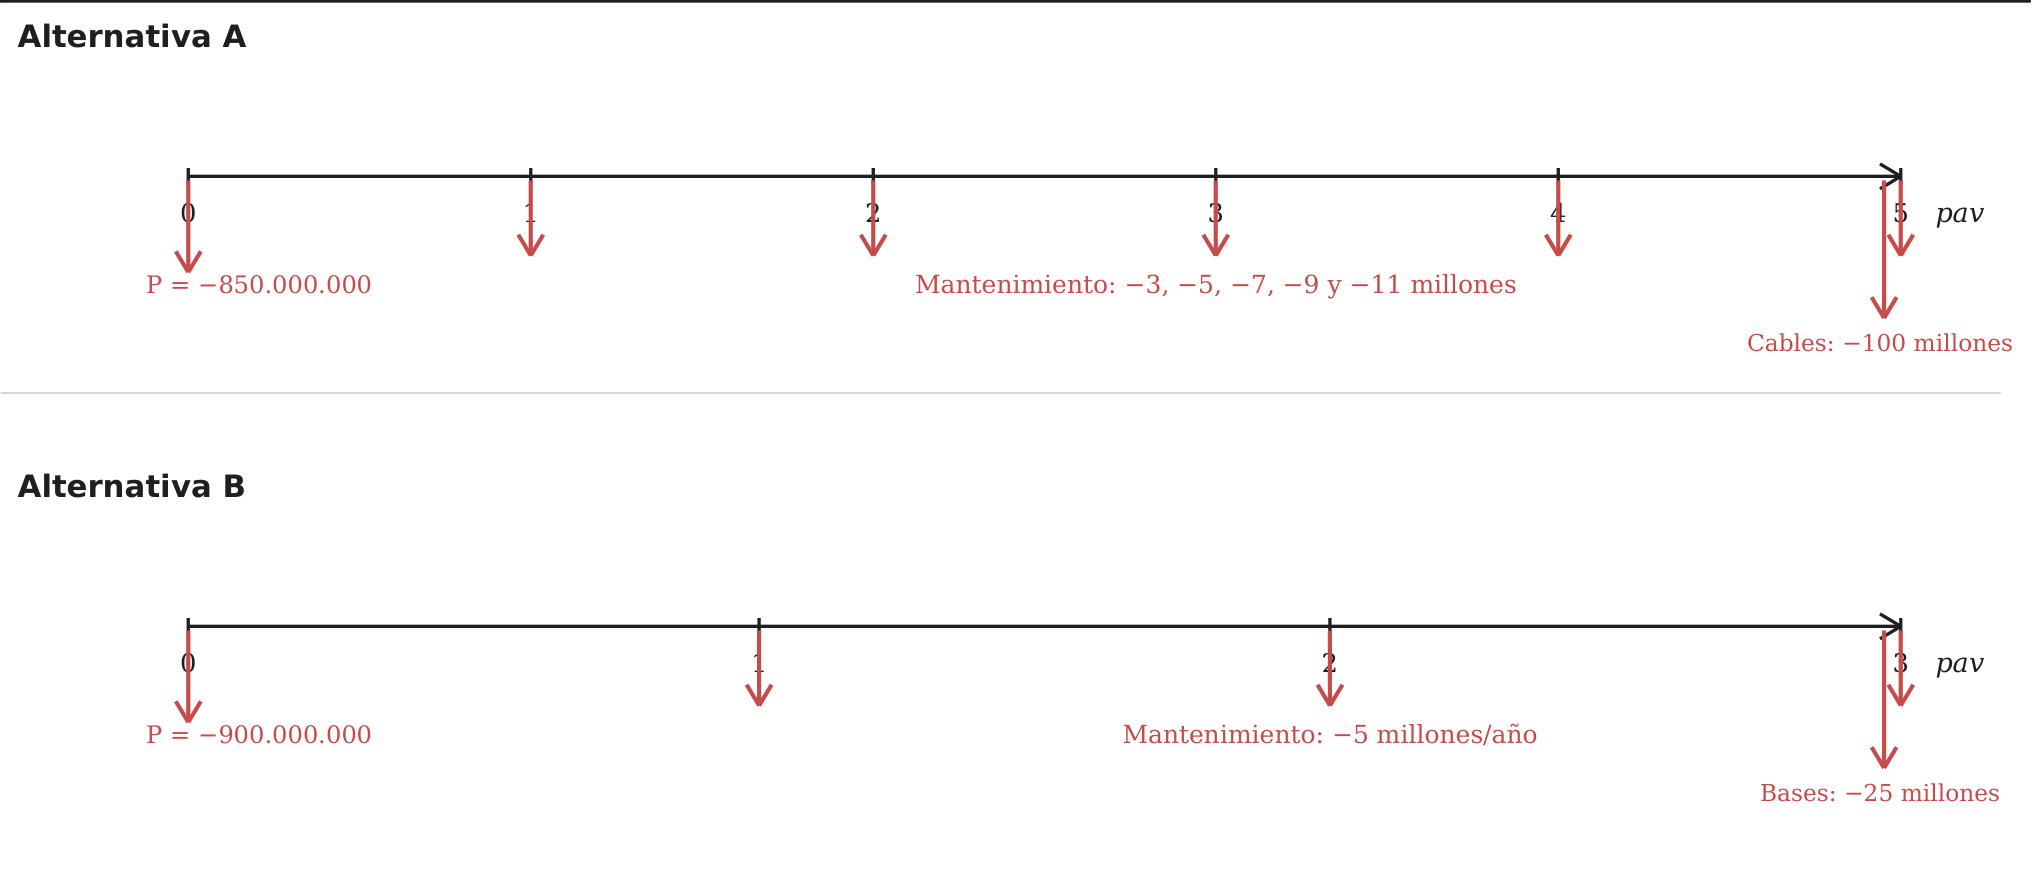 Alternativa A
0 1 2 3 4 5 pav
P = −850.000.000 Mantenimiento: −3, −5, −7, −9 y −11 millones
Cables: −100 millones
Alternativa B
0 1 2 3 pav
P = −900.000.000 Mantenimiento: −5 millones/año
Bases: −25 millones